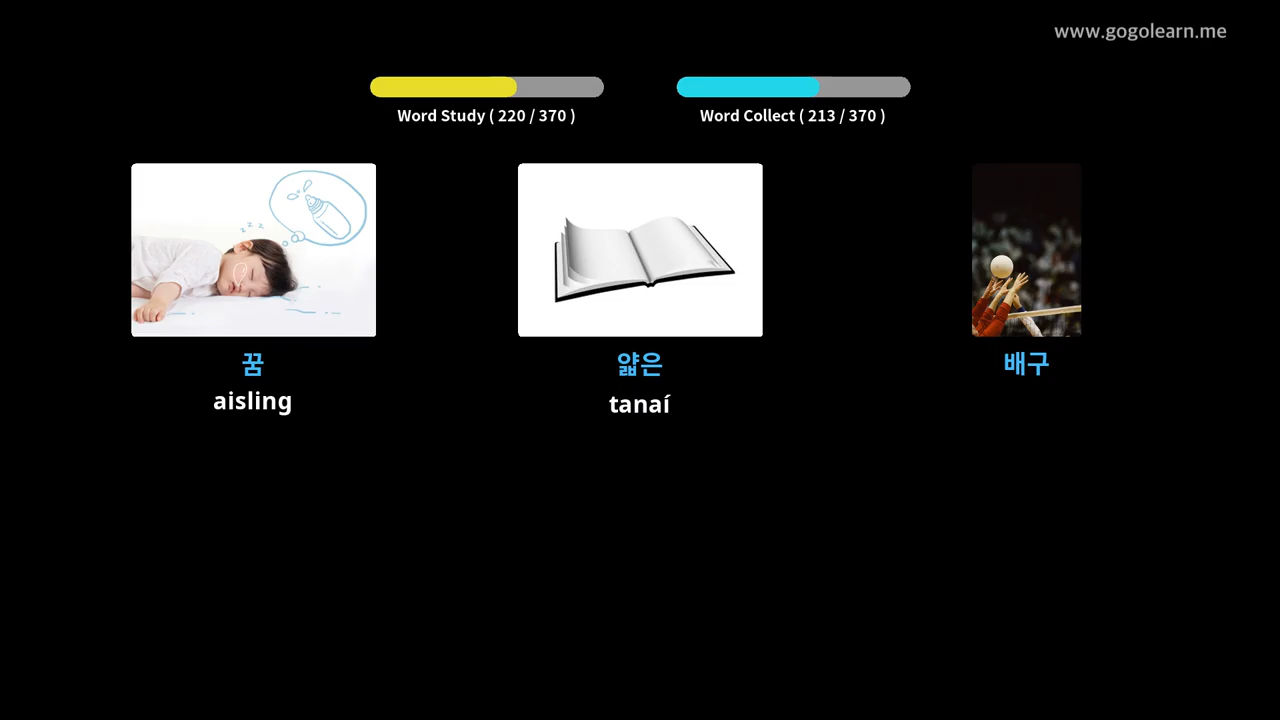 www.gogolearn.me
Word Study ( 220 / 370 )
Word Collect ( 213 / 370 )
꿈
aisling
얇은
tanaí
배구